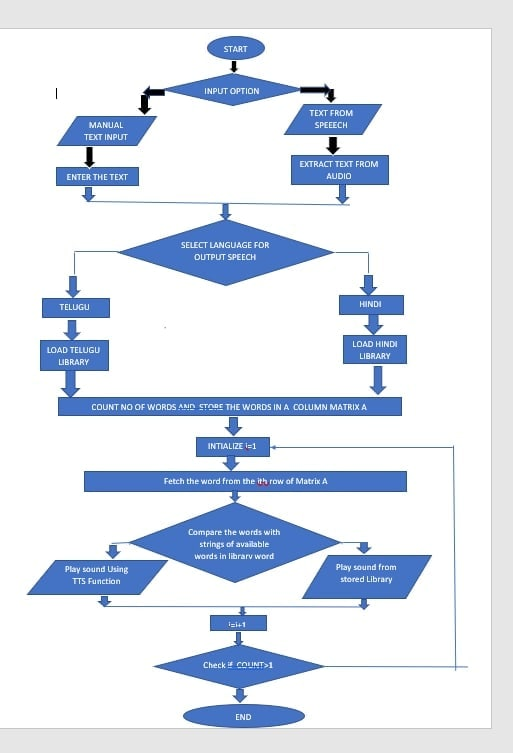 START
INPUT OPTION
MANUAL
TEXT INPUT
TEXT FROM
SPEEECH
ENTER THE TEXT
EXTRACT TEXT FROM
AUDIO
SELECT LANGUAGE FOR
OUTPUT SPEECH
TELUGU
HINDI
LOAD TELUGU
LIBRARY
LOAD HINDI
LIBRARY
COUNT NO OF WORDS AND STORE THE WORDS IN A COLUMN MATRIX A
INTIALIZE i=1
Fetch the word from the ith row of Matrix A
Compare the words with
strings of available
words in library word
Play sound Using
TTS Function
Play sound from
stored Library
i=i+1
Check if COUNT>1
END